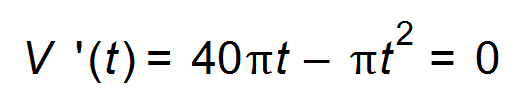 V '(t) = 40πt – πt² = 0